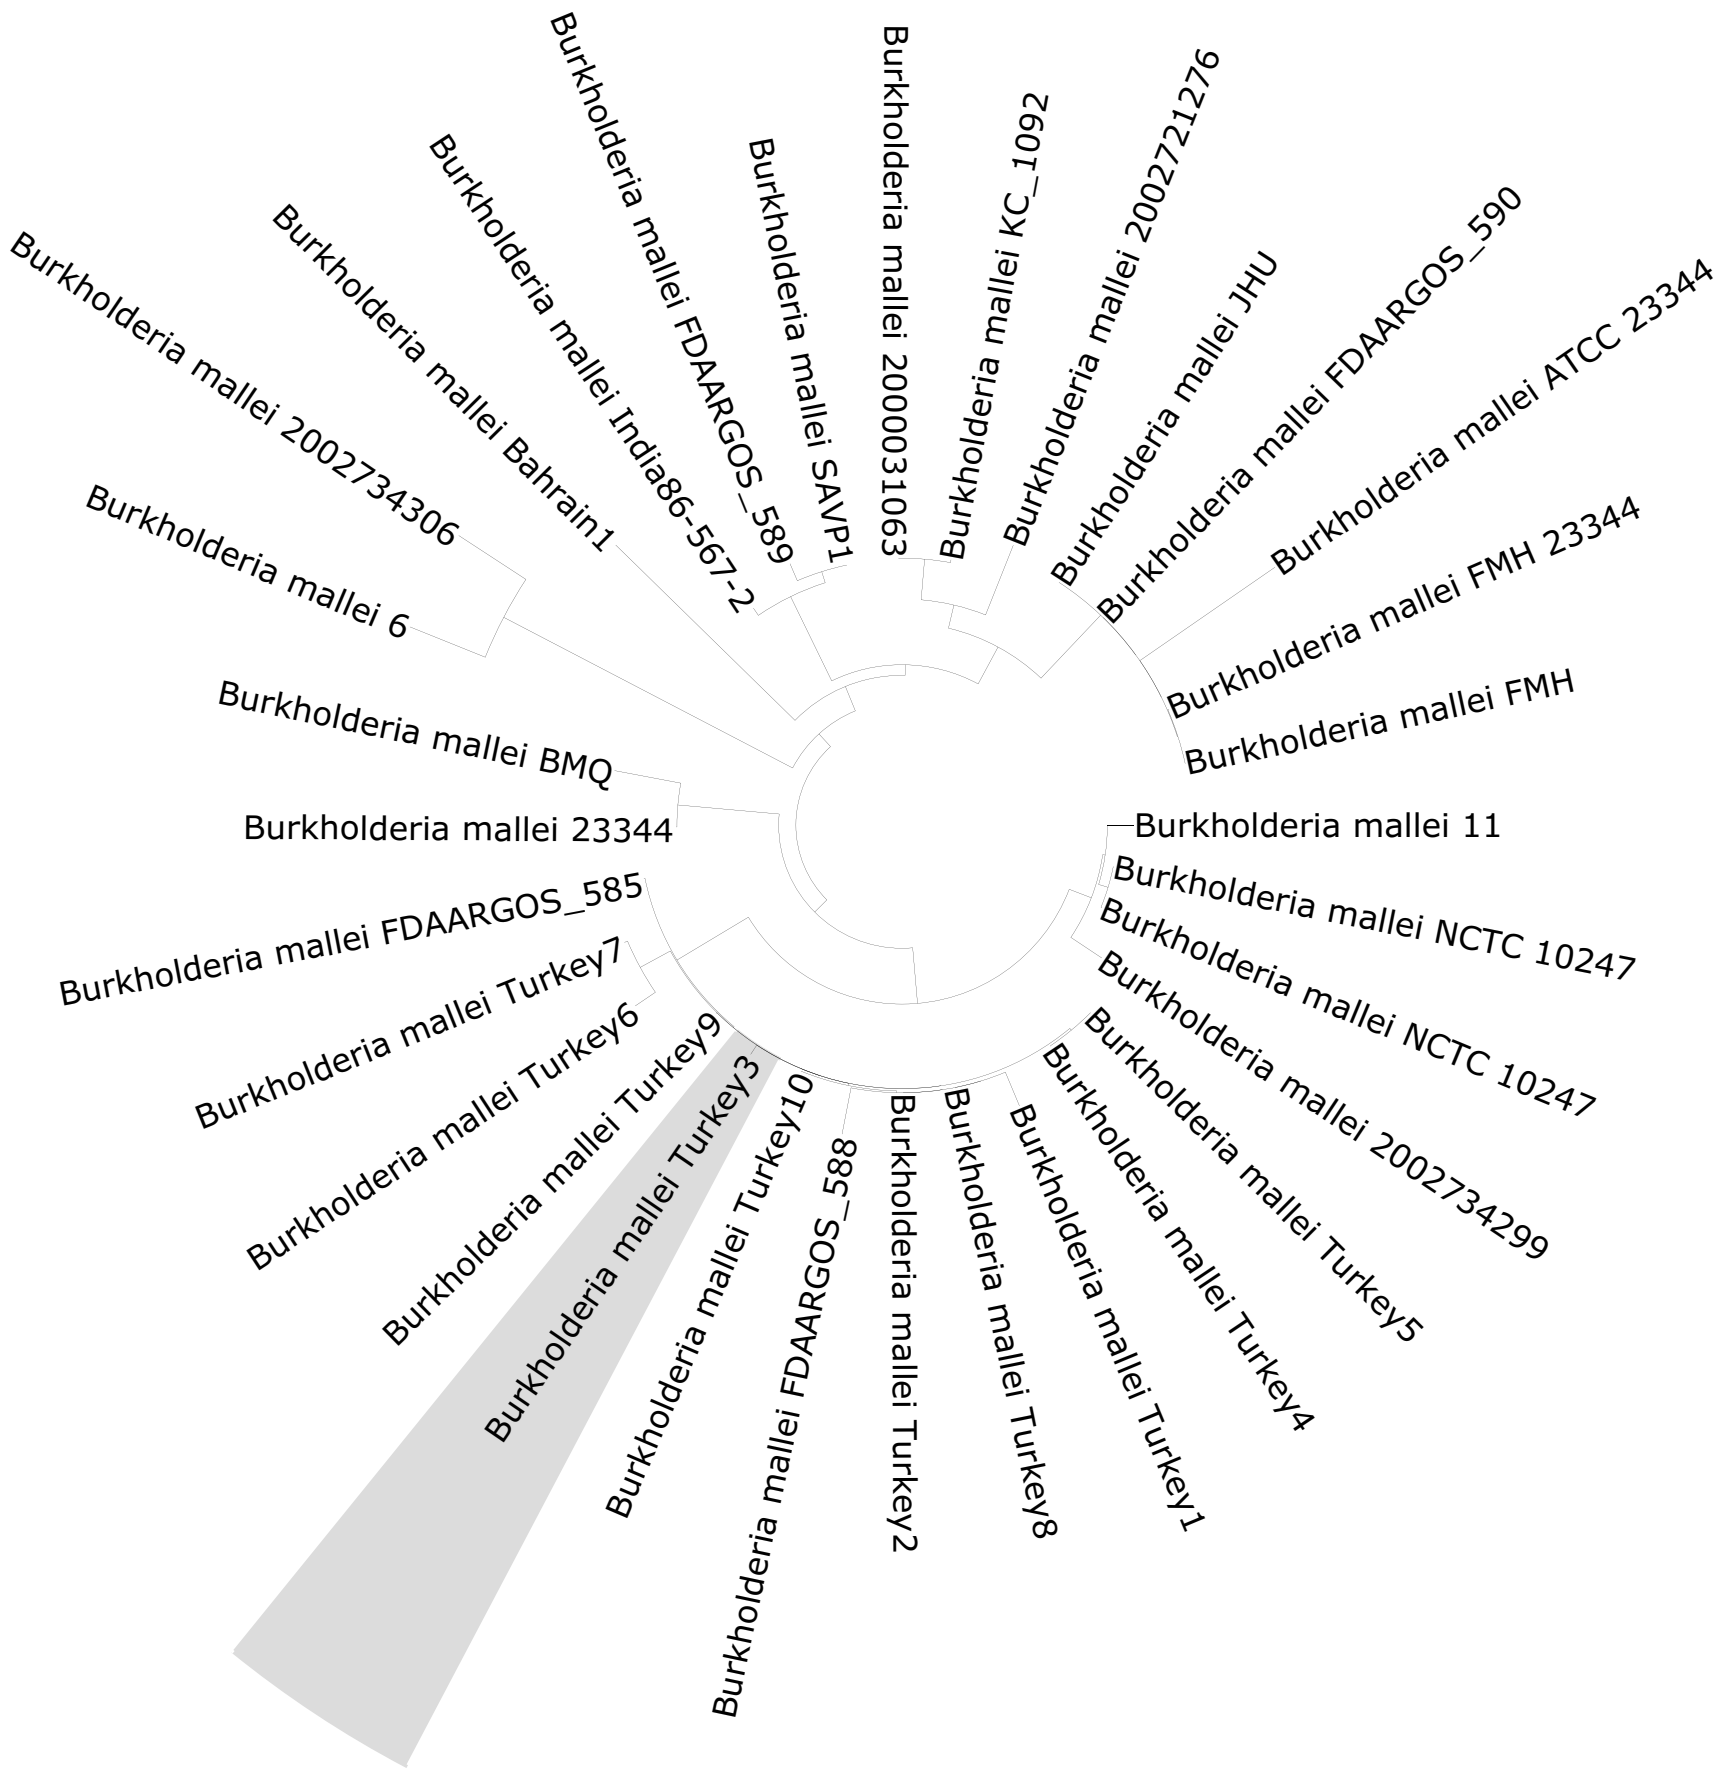 Burkholderia mallei 2000031063
Burkholderia mallei KC_1092
Burkholderia mallei 2002721276
Burkholderia mallei JHU
Burkholderia mallei FDAARGOS_590
Burkholderia mallei ATCC 23344
Burkholderia mallei FMH 23344
Burkholderia mallei FMH
Burkholderia mallei 11
Burkholderia mallei NCTC 10247
Burkholderia mallei NCTC 10247
Burkholderia mallei 2002734299
Burkholderia mallei Turkey5
Burkholderia mallei Turkey4
Burkholderia mallei Turkey1
Burkholderia mallei Turkey8
Burkholderia mallei Turkey2
Burkholderia mallei FDAARGOS_588
Burkholderia mallei Turkey10
Burkholderia mallei Turkey3
Burkholderia mallei Turkey9
Burkholderia mallei Turkey6
Burkholderia mallei Turkey7
Burkholderia mallei FDAARGOS_585
Burkholderia mallei 23344
Burkholderia mallei BMQ
Burkholderia mallei 6
Burkholderia mallei 2002734306
Burkholderia mallei Bahrain1
Burkholderia mallei India86-567-2
Burkholderia mallei FDAARGOS_589
Burkholderia mallei SAVP1